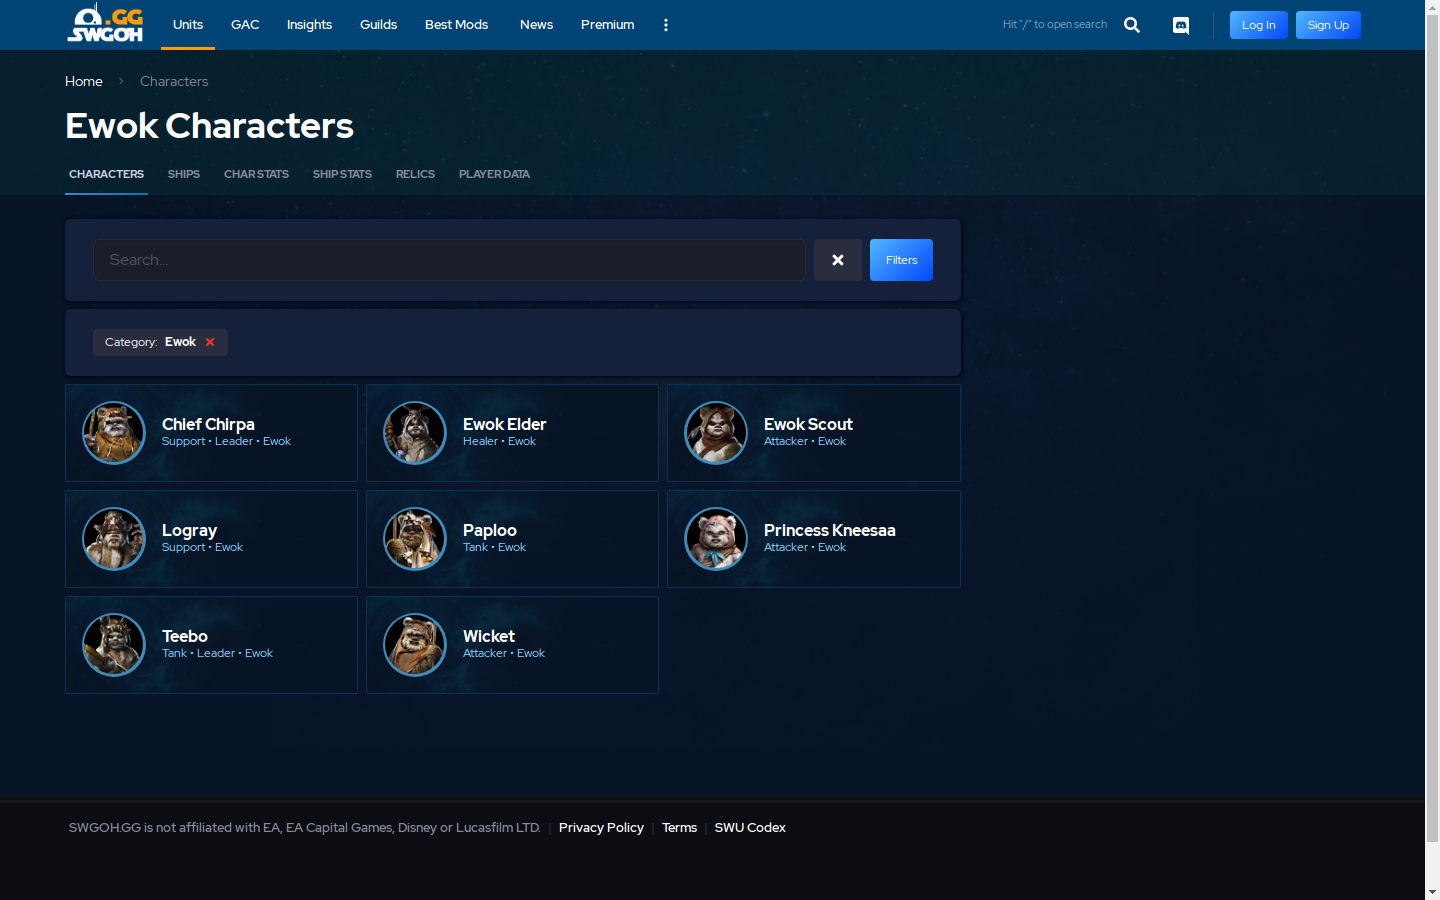 .GG
SWGOH
Units
GAC
Insights
Guilds
Best Mods
News
Premium
Hit "/" to open search
Log In
Sign Up
Home
Characters
Ewok Characters
CHARACTERS
SHIPS
CHAR STATS
SHIP STATS
RELICS
PLAYER DATA
Search...
Filters
Category: Ewok
Chief Chirpa
Support • Leader • Ewok
Ewok Elder
Healer • Ewok
Ewok Scout
Attacker • Ewok
Logray
Support • Ewok
Paploo
Tank • Ewok
Princess Kneesaa
Attacker • Ewok
Teebo
Tank • Leader • Ewok
Wicket
Attacker • Ewok
SWGOH.GG is not affiliated with EA, EA Capital Games, Disney or Lucasfilm LTD. | Privacy Policy | Terms | SWU Codex